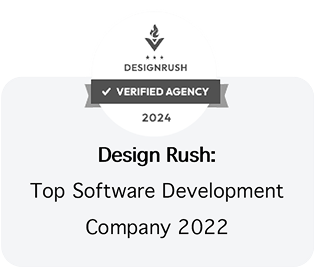 DESIGNRUSH
VERIFIED AGENCY
2024
Design Rush:
Top Software Development
Company 2022